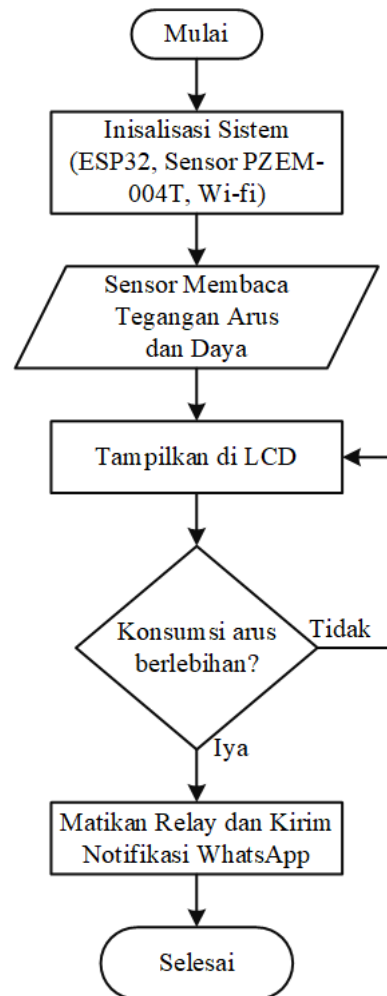 Mulai
Inisalisasi Sistem
(ESP32, Sensor PZEM-
004T, Wi-fi)
Sensor Membaca
Tegangan Arus
dan Daya
Tampilkan di LCD
Konsumsi arus
berlebihan?
Tidak
Iya
Matikan Relay dan Kirim
Notifikasi WhatsApp
Selesai